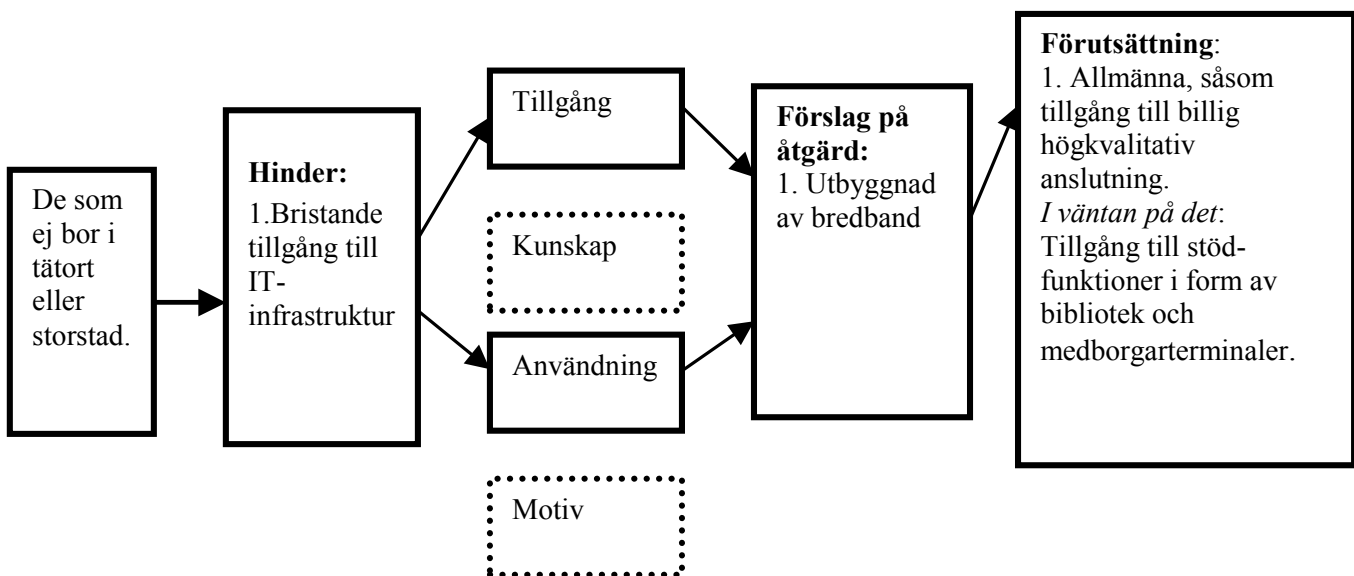 De som
ej bor i
tätort
eller
storstad.
Hinder:
1.Bristande
tillgång till
IT-
infrastruktur
Tillgång
Kunskap
Användning
Motiv
Förslag på
åtgärd:
1. Utbyggnad
av bredband
Förutsättning:
1. Allmänna, såsom
tillgång till billig
högkvalitativ
anslutning.
I väntan på det:
Tillgång till stöd-
funktioner i form av
bibliotek och
medborgarterminaler.